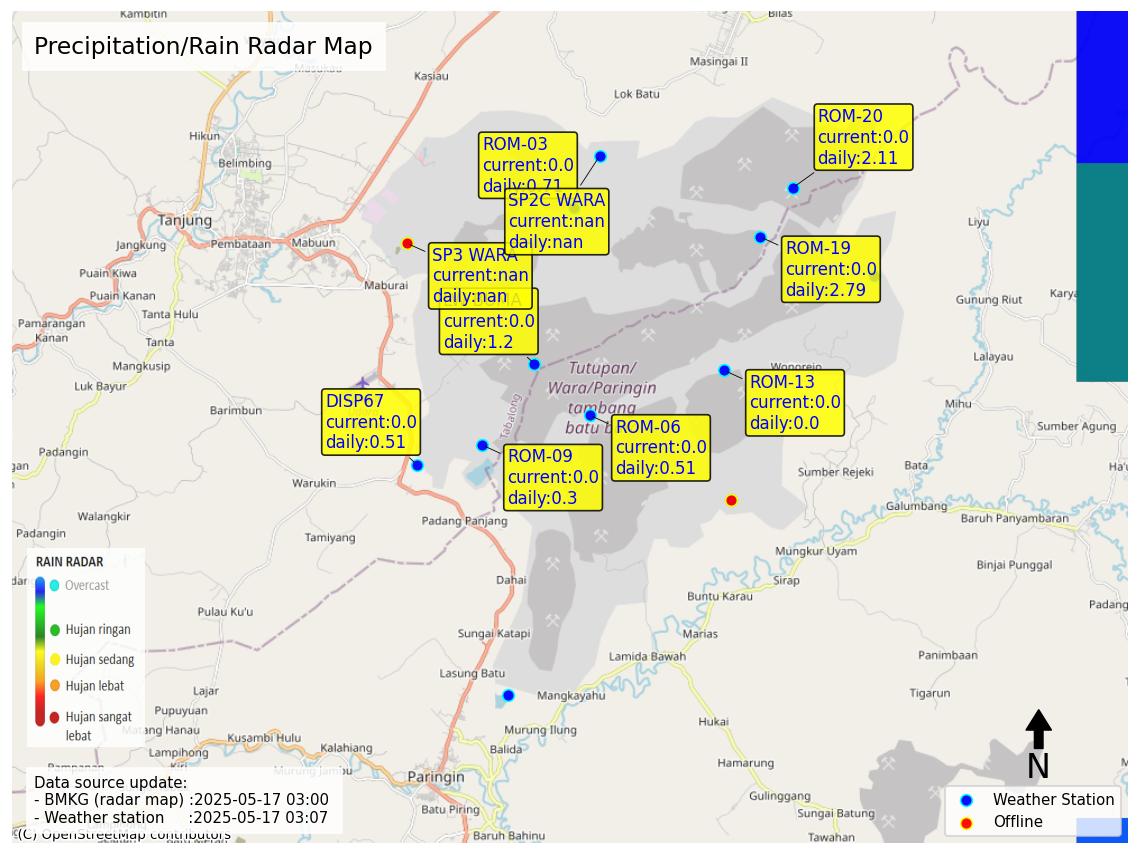 Precipitation/Rain Radar Map
Kambitin
Bilas
Masingai II
Kasiau
Lok Batu
Hikun
Belimbing
Tanjung
Jangkung
Pembataan
Mabuun
Maburai
Puain Kiwa
Puain Kanan
Tanta Hulu
Pamarangan
Kanan
Tanta
Mangkusip
Luk Bayur
Barimbun
Liyu
Gunung Riut
Karya
Lalayau
Wonorejo
Mihu
Sumber Agung
ROM-03
current:0.0
daily:0.71
SP2C WARA
current:nan
daily:nan
ROM-20
current:0.0
daily:2.11
ROM-19
current:0.0
daily:2.79
SP3 WARA
current:nan
daily:nan
current:0.0
daily:1.2
Tutupan/
Wara/Paringin
tambang
batu
Tabalong
ROM-13
current:0.0
daily:0.0
DISP67
current:0.0
daily:0.51
ROM-06
current:0.0
daily:0.51
ROM-09
current:0.0
daily:0.3
Padangin
Warukin
Walangkir
Padangin
Tamiyang
Padang Panjang
Sumber Rejeki
Bata
Galumbang
Baruh Panyambaran
Mungkur Uyam
Binjai Punggal
Sirap
Dahai
Buntu Karau
Padang
Pulau Ku'u
Sungai Katapi
Marias
Lamida Bawah
Panimbaan
Lasung Batu
Tigarun
Lajar
Mangkayahu
Pupuyuan
Matang Hanau
Murung Ilung
Hukai
Kusambi Hulu
Kalahiang
Lampihong
Kiri
Balida
Hamarung
Pampanan
Murung Jambu
Paringin
Gulinggang
Batu Piring
Sungai Batung
Baruh Bahinu
Tawahan
RAIN RADAR
Overcast
Hujan ringan
Hujan sedang
Hujan lebat
Hujan sangat
lebat
Data source update:
- BMKG (radar map) :2025-05-17 03:00
- Weather station :2025-05-17 03:07
(C) OpenStreetMap contributors
N
Weather Station
Offline